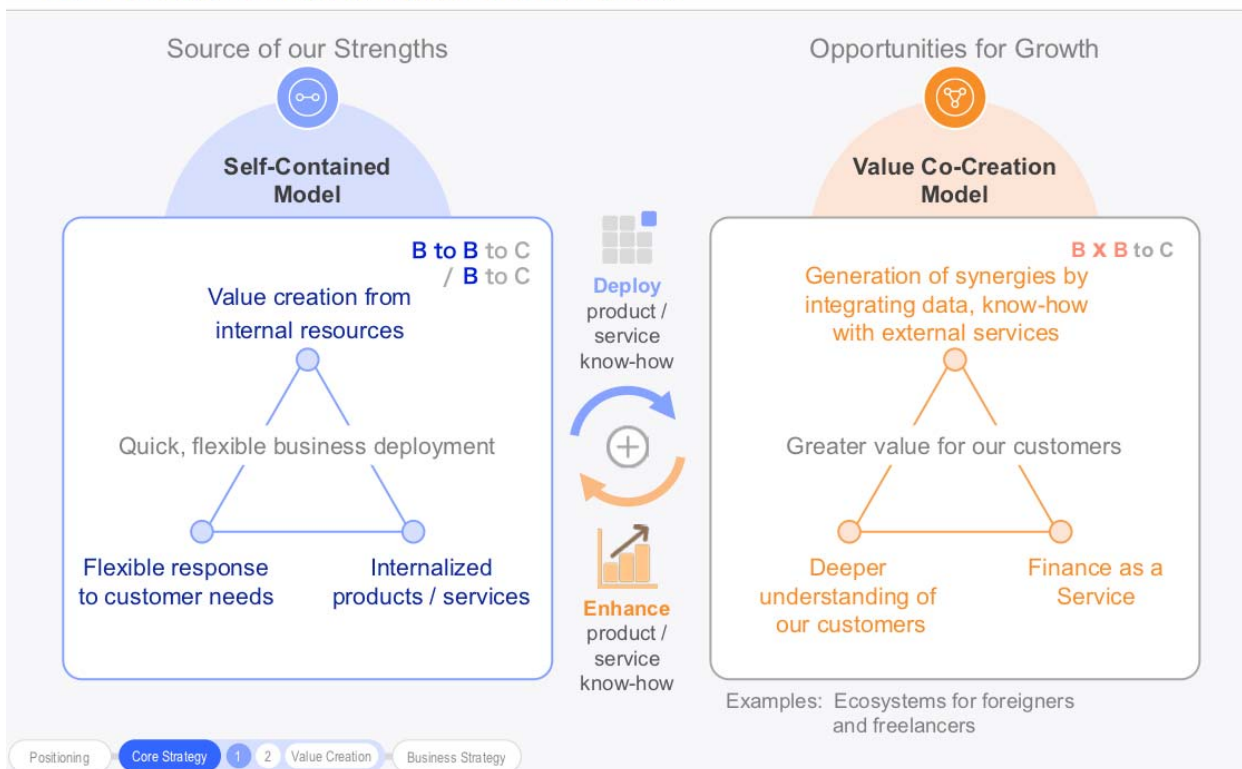 Source of our Strengths
Self-Contained
Model
B to B to C
/ B to C
Value creation from
internal resources
Quick, flexible business deployment
Flexible response
to customer needs
Internalized
products / services
Deploy
product /
service
know-how
Enhance
product /
service
know-how
Opportunities for Growth
Value Co-Creation
Model
B x B to C
Generation of synergies by
integrating data, know-how
with external services
Greater value for our customers
Deeper
understanding of
our customers
Finance as a
Service
Examples: Ecosystems for foreigners
and freelancers
Positioning Core Strategy 1 2 Value Creation Business Strategy